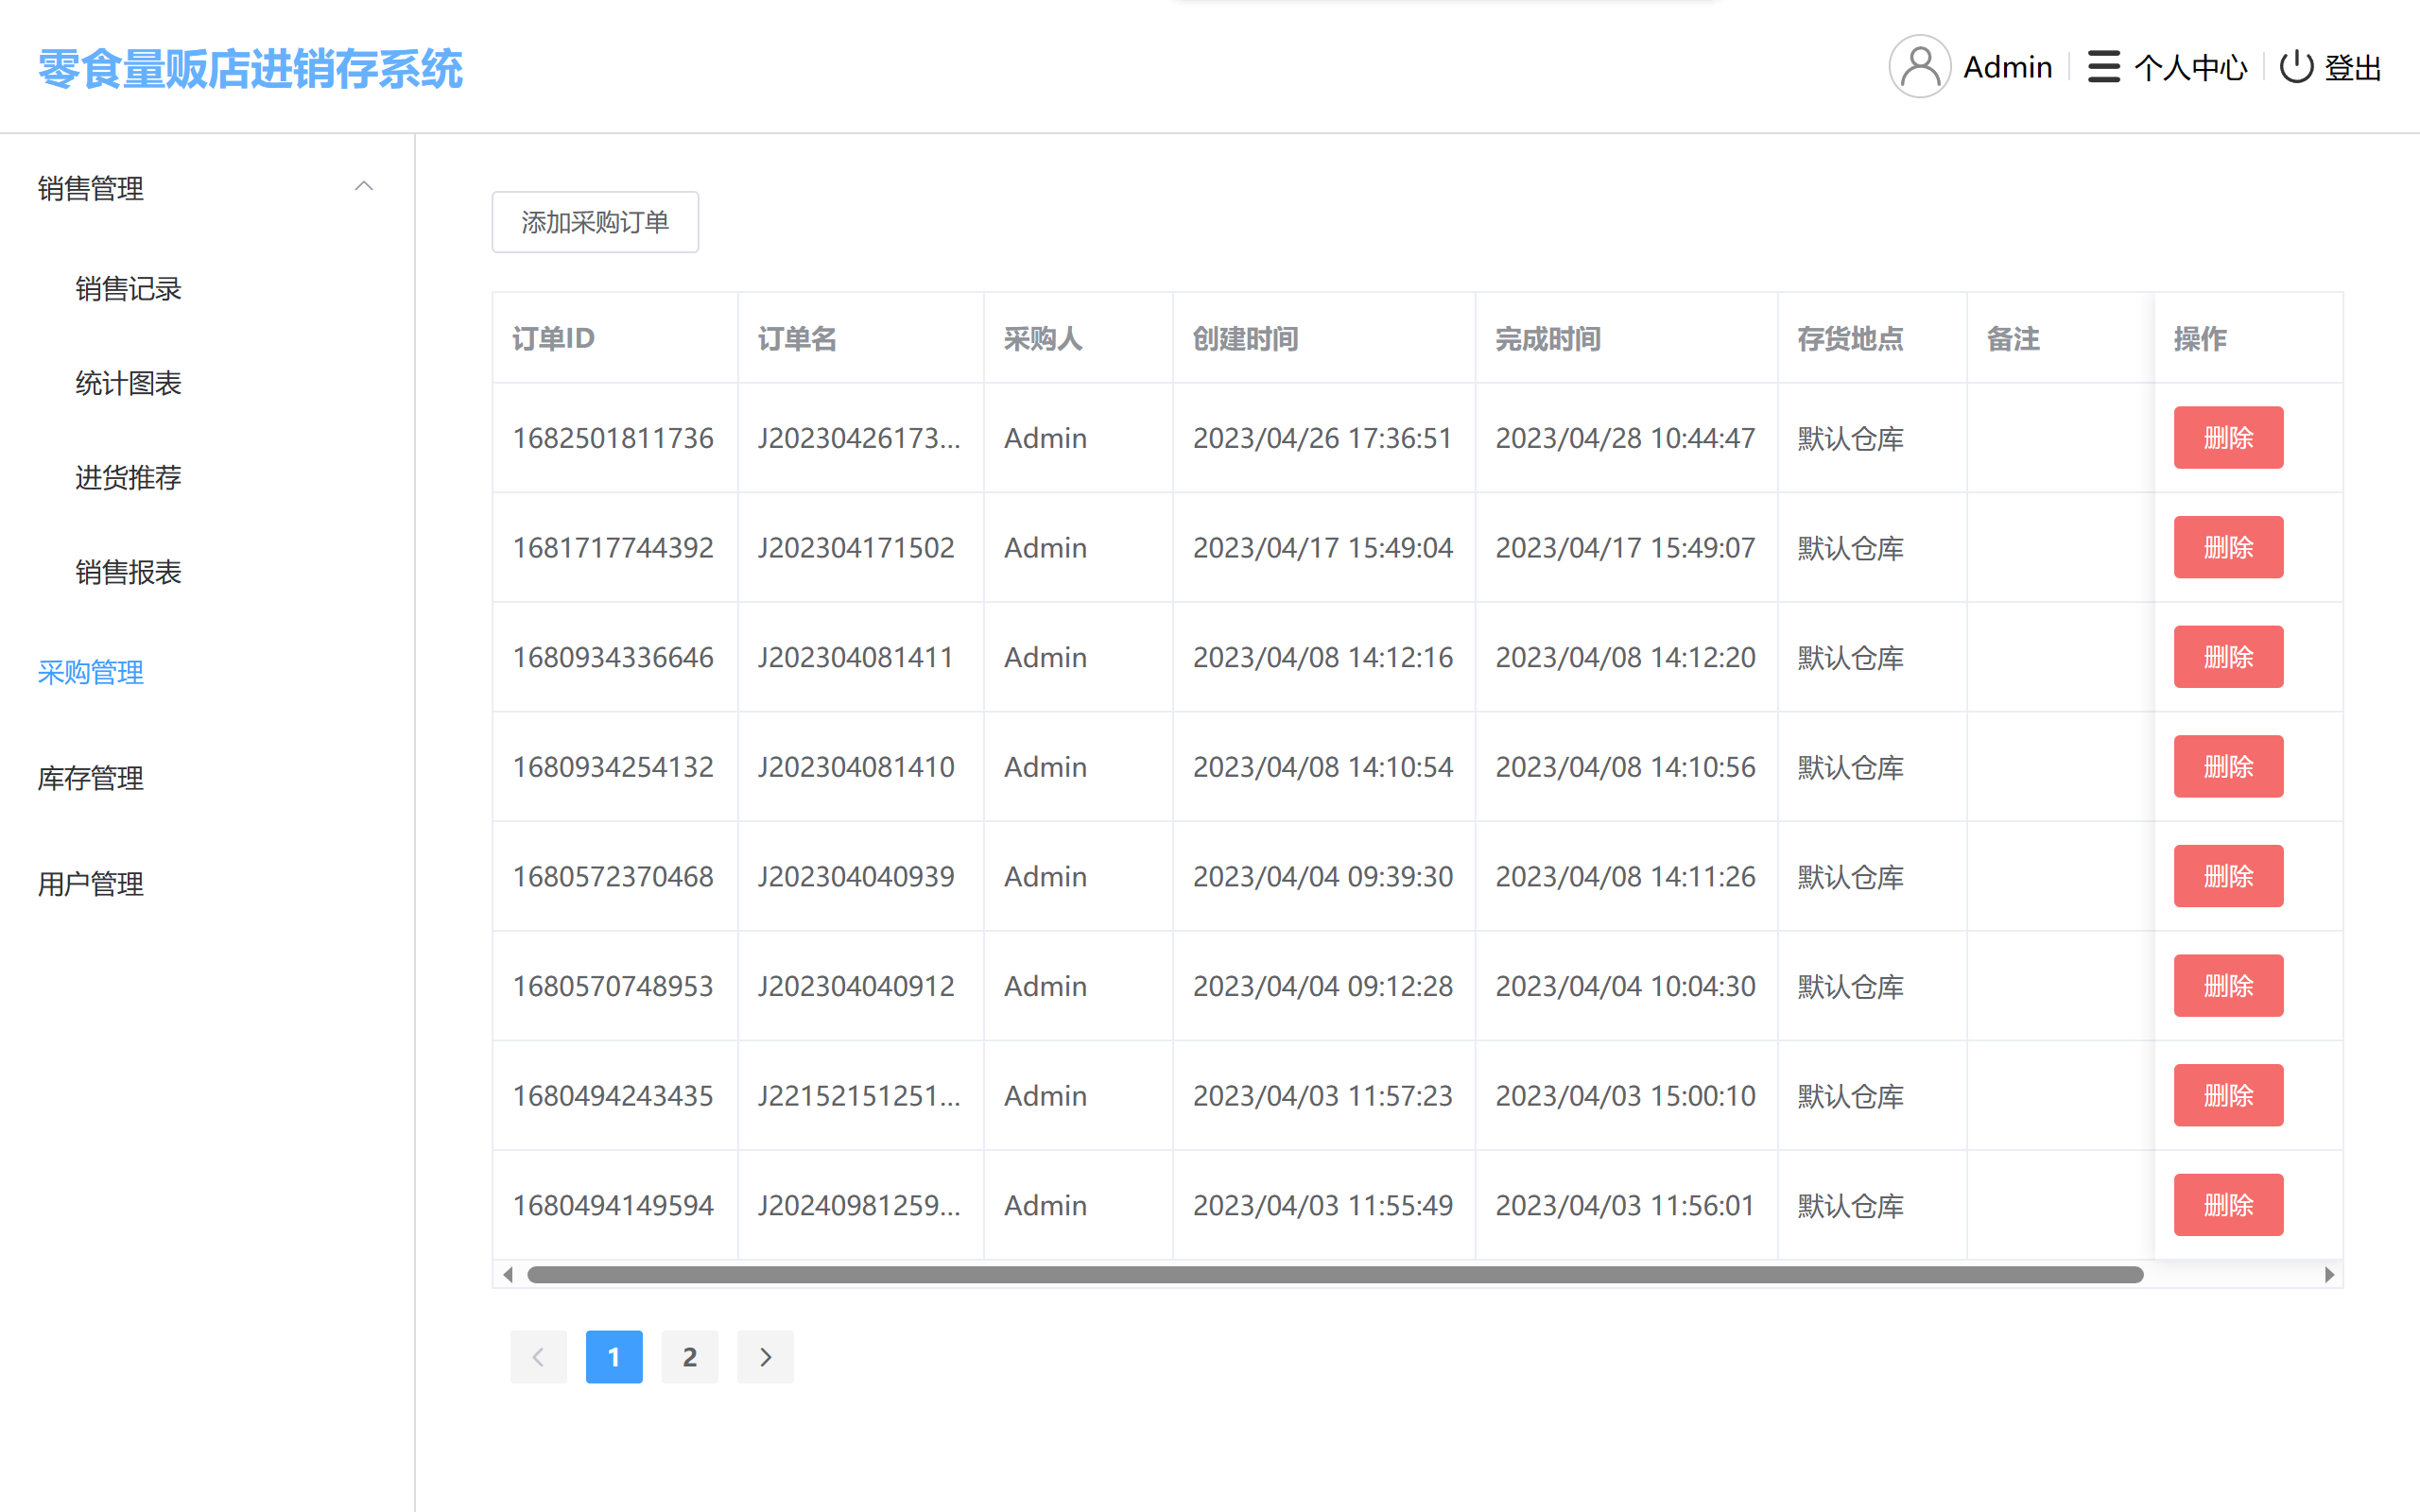 零食量贩店进销存系统
Admin 个人中心 登出
销售管理
销售记录
统计图表
进货推荐
销售报表
采购管理
库存管理
用户管理
添加采购订单
订单ID 订单名 采购人 创建时间 完成时间 存货地点 备注 操作
1682501811736 J20230426173... Admin 2023/04/26 17:36:51 2023/04/28 10:44:47 默认仓库 删除
1681717744392 J202304171502 Admin 2023/04/17 15:49:04 2023/04/17 15:49:07 默认仓库 删除
1680934336646 J202304081411 Admin 2023/04/08 14:12:16 2023/04/08 14:12:20 默认仓库 删除
1680934254132 J202304081410 Admin 2023/04/08 14:10:54 2023/04/08 14:10:56 默认仓库 删除
1680572370468 J202304040939 Admin 2023/04/04 09:39:30 2023/04/08 14:11:26 默认仓库 删除
1680570748953 J202304040912 Admin 2023/04/04 09:12:28 2023/04/04 10:04:30 默认仓库 删除
1680494243435 J22152151251... Admin 2023/04/03 11:57:23 2023/04/03 15:00:10 默认仓库 删除
1680494149594 J20240981259... Admin 2023/04/03 11:55:49 2023/04/03 11:56:01 默认仓库 删除
1 2